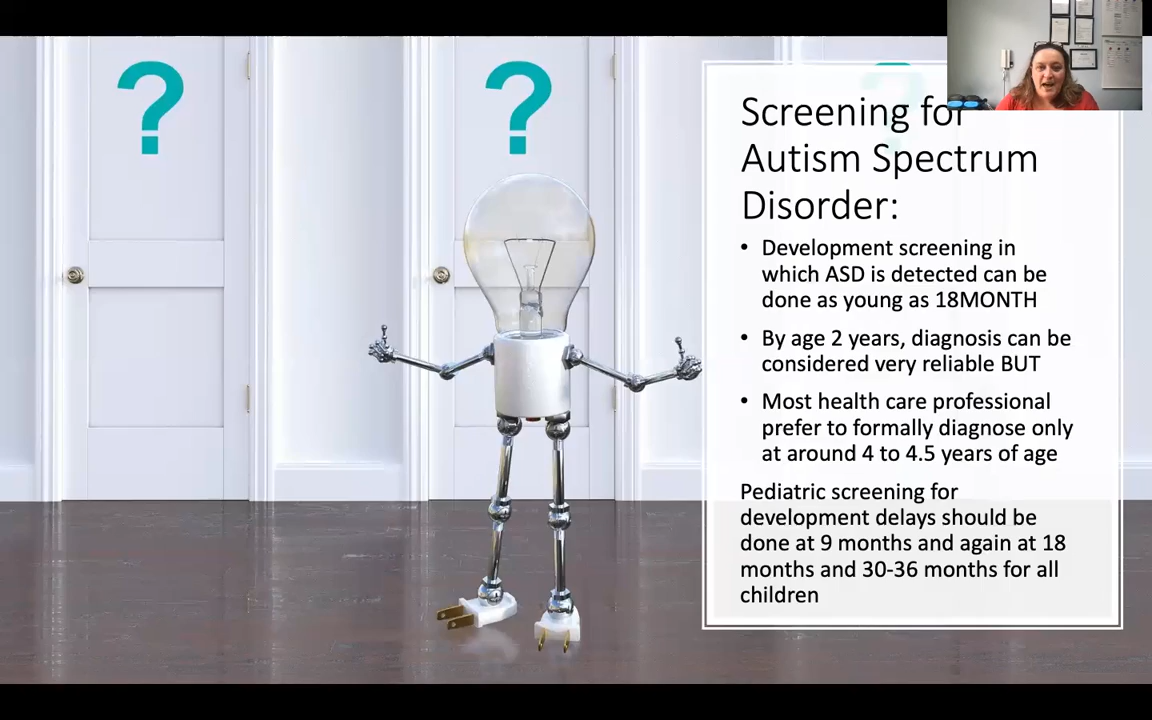 ?
?
?
Screening for
Autism Spectrum
Disorder:
• Development screening in
which ASD is detected can be
done as young as 18MONTH
• By age 2 years, diagnosis can be
considered very reliable BUT
• Most health care professional
prefer to formally diagnose only
at around 4 to 4.5 years of age
Pediatric screening for
development delays should be
done at 9 months and again at 18
months and 30-36 months for all
children